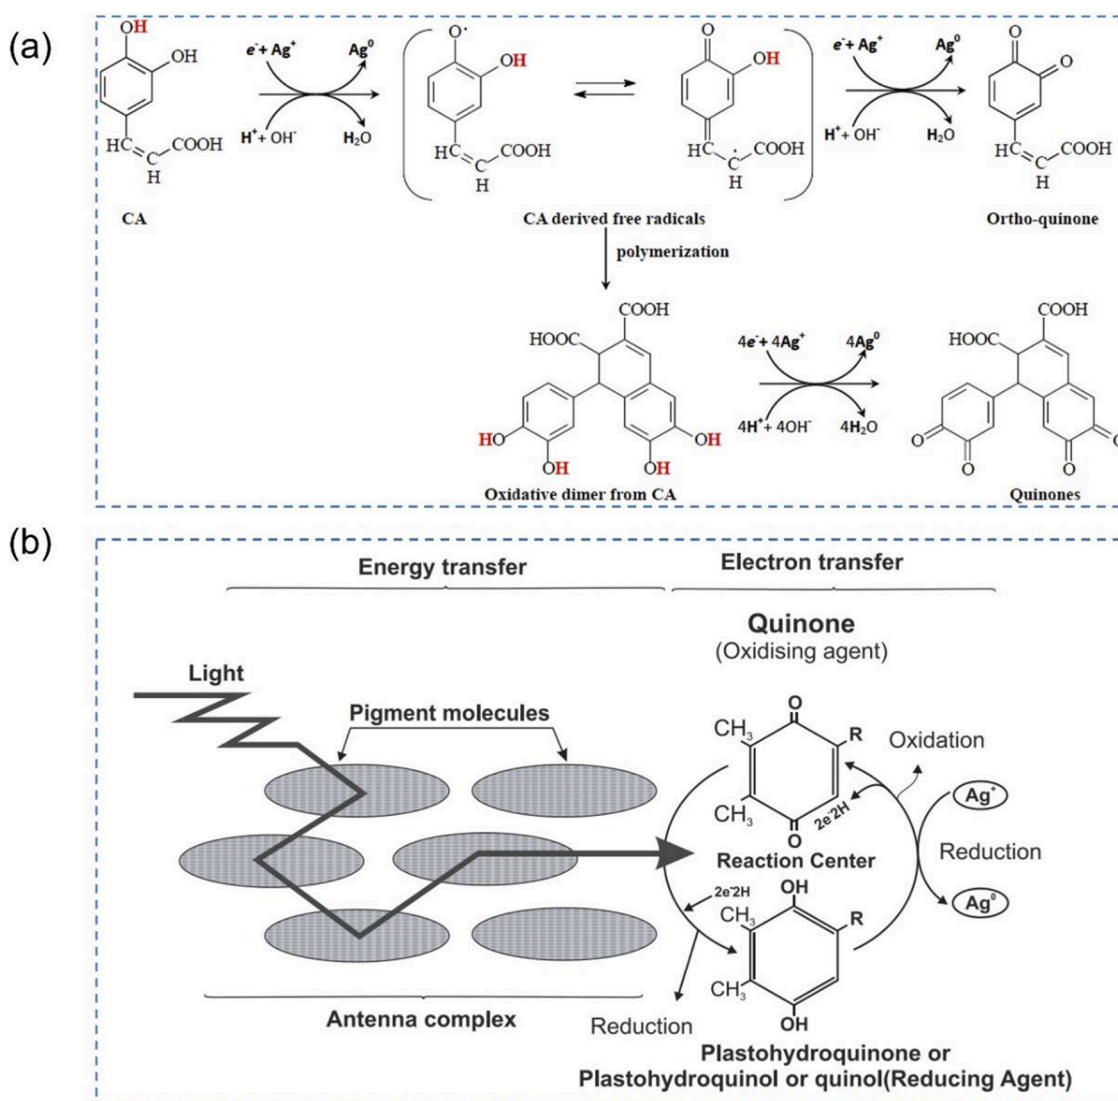 (a)
OH
OH
HC
C
H
COOH
CA
e⁻+ Ag⁺
Ag⁰
H⁺+ OH⁻
H₂O
O·
OH
HC
C
H
COOH
O
OH
HC
C
H
COOH
CA derived free radicals
e⁻+ Ag⁺
Ag⁰
H⁺+ OH⁻
H₂O
O
O
HC
C
H
COOH
Ortho-quinone
polymerization
COOH
HOOC
HO
OH
OH
OH
Oxidative dimer from CA
4e⁻+ 4Ag⁺
4Ag⁰
4H⁺+ 4OH⁻
4H₂O
COOH
HOOC
O
O
O
O
Quinones
(b)
Energy transfer
Electron transfer
Quinone
(Oxidising agent)
Light
Pigment molecules
O
CH₃
R
CH₃
O
2e⁻2H
Oxidation
Ag⁺
Reaction Center
Reduction
2e⁻2H
OH
CH₃
R
CH₃
OH
Ag⁰
Antenna complex
Reduction
Plastohydroquinone or
Plastohydroquinol or quinol(Reducing Agent)